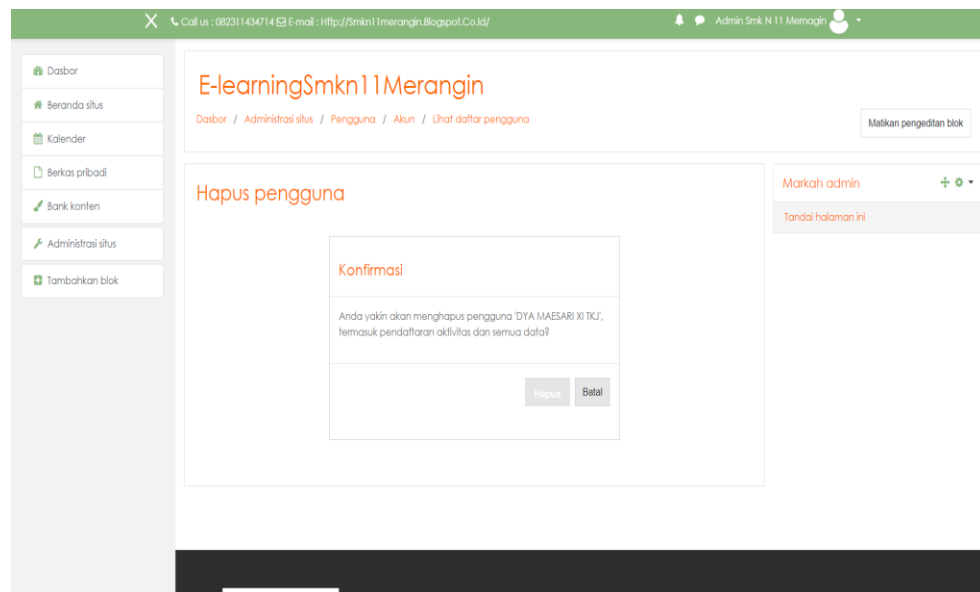 Call us : 082311434714 E-mail : Http://Smkn11merangin.Blogspot.Co.Id/
Admin Smk N 11 Mernagin
Dasbor
Beranda situs
Kalender
Berkas pribadi
Bank konten
Administrasi situs
Tambahkan blok
E-learningSmkn11Merangin
Dasbor / Administrasi situs / Pengguna / Akun / Lihat daftar pengguna
Matikan pengeditan blok
Hapus pengguna
Konfirmasi
Anda yakin akan menghapus pengguna 'DYA MAESARI XI TKJ',
termasuk pendaftaran aktivitas dan semua data?
Hapus
Batal
Markah admin
Tandai halaman ini